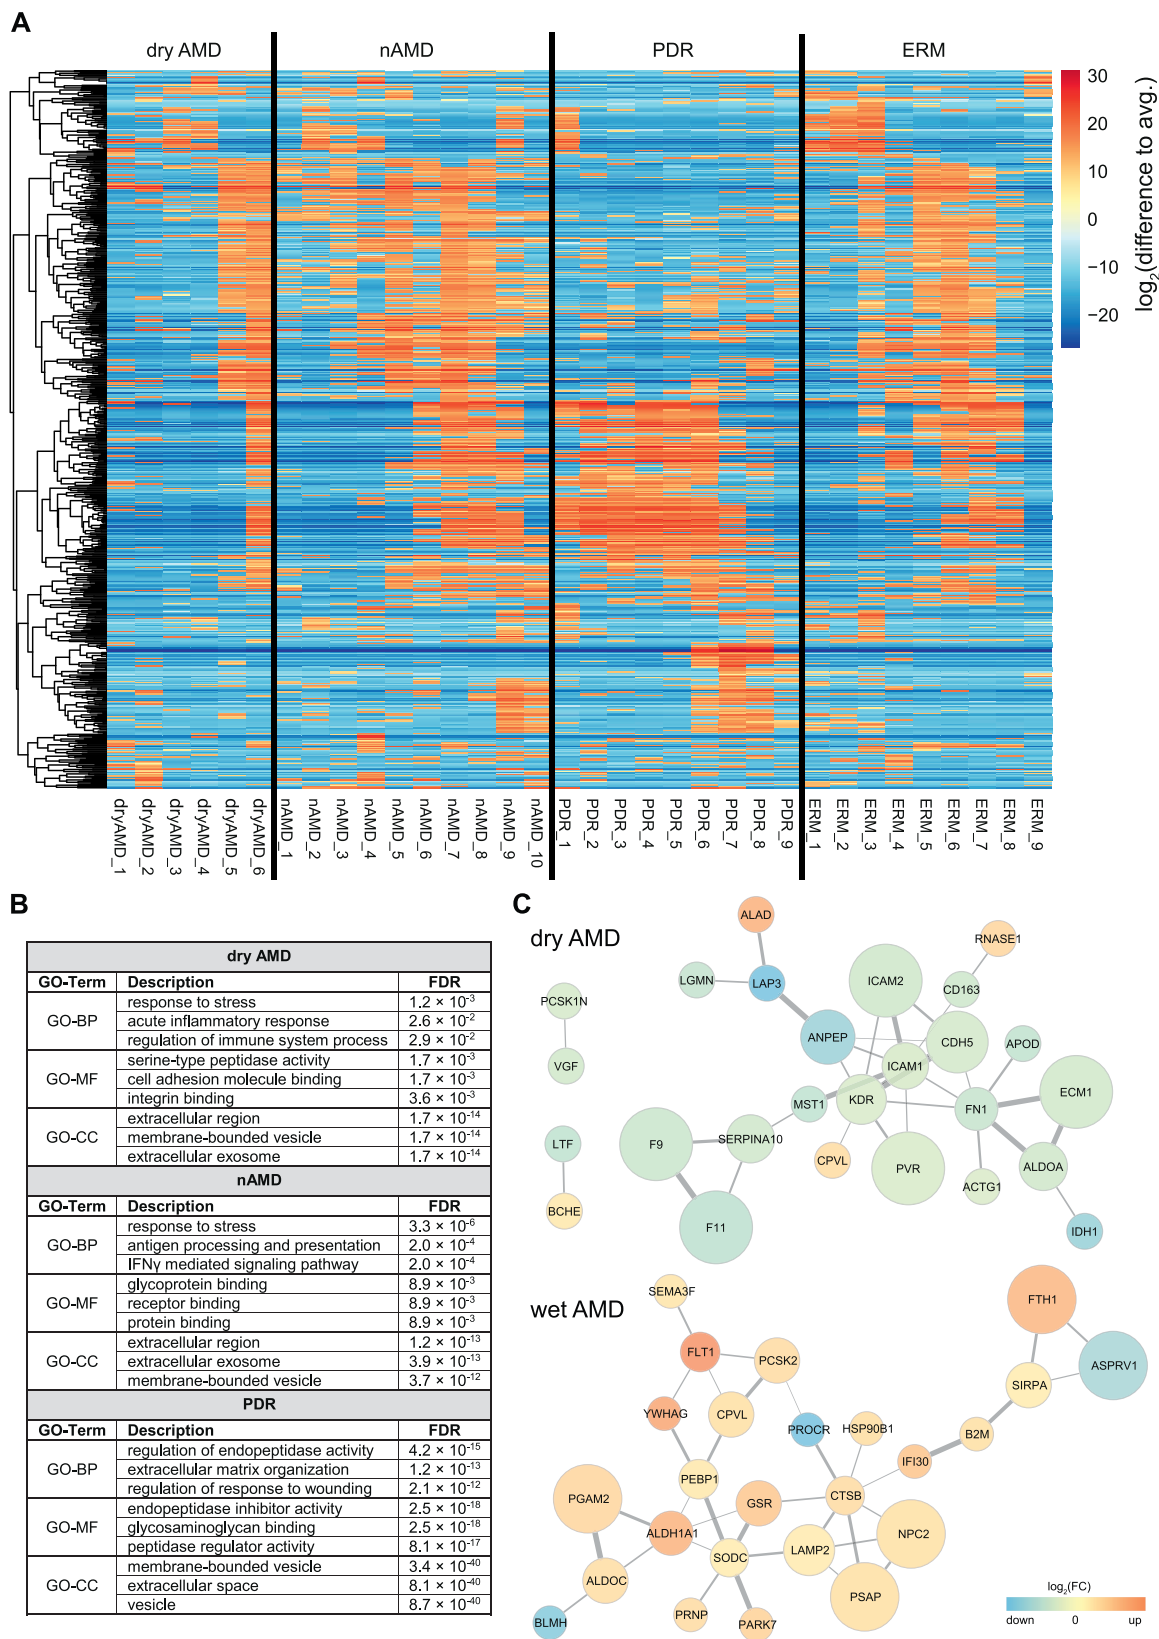 A
dry AMD
nAMD
PDR
ERM
30
20
10
0
−10
−20
log2(difference to avg.)
dryAMD_1
dryAMD_2
dryAMD_3
dryAMD_4
dryAMD_5
dryAMD_6
nAMD_1
nAMD_2
nAMD_3
nAMD_4
nAMD_5
nAMD_6
nAMD_7
nAMD_8
nAMD_9
nAMD_10
PDR_1
PDR_2
PDR_3
PDR_4
PDR_5
PDR_6
PDR_7
PDR_8
PDR_9
ERM_1
ERM_2
ERM_3
ERM_4
ERM_5
ERM_6
ERM_7
ERM_8
ERM_9
B
dry AMD
GO-Term Description FDR
GO-BP
response to stress 1.2 × 10⁻³
acute inflammatory response 2.6 × 10⁻²
regulation of immune system process 2.9 × 10⁻²
GO-MF
serine-type peptidase activity 1.7 × 10⁻³
cell adhesion molecule binding 1.7 × 10⁻³
integrin binding 3.6 × 10⁻³
GO-CC
extracellular region 1.7 × 10⁻¹⁴
membrane-bounded vesicle 1.7 × 10⁻¹⁴
extracellular exosome 1.7 × 10⁻¹⁴
nAMD
GO-Term Description FDR
GO-BP
response to stress 3.3 × 10⁻⁶
antigen processing and presentation 2.0 × 10⁻⁴
IFNγ mediated signaling pathway 2.0 × 10⁻⁴
GO-MF
glycoprotein binding 8.9 × 10⁻³
receptor binding 8.9 × 10⁻³
protein binding 8.9 × 10⁻³
GO-CC
extracellular region 1.2 × 10⁻¹³
extracellular exosome 3.9 × 10⁻¹³
membrane-bounded vesicle 3.7 × 10⁻¹²
PDR
GO-Term Description FDR
GO-BP
regulation of endopeptidase activity 4.2 × 10⁻¹⁵
extracellular matrix organization 1.2 × 10⁻¹³
regulation of response to wounding 2.1 × 10⁻¹²
GO-MF
endopeptidase inhibitor activity 2.5 × 10⁻¹⁸
glycosaminoglycan binding 2.5 × 10⁻¹⁸
peptidase regulator activity 8.1 × 10⁻¹⁷
GO-CC
membrane-bounded vesicle 3.4 × 10⁻⁴⁰
extracellular space 8.1 × 10⁻⁴⁰
vesicle 8.7 × 10⁻⁴⁰
C
dry AMD
ALAD
RNASE1
LGMN
LAP3
ICAM2
CD163
PCSK1N
ANPEP
CDH5
APOD
VGF
ICAM1
MST1
KDR
FN1
ECM1
LTF
F9
SERPINA10
CPVL
PVR
ACTG1
ALDOA
BCHE
F11
IDH1
wet AMD
SEMA3F
FTH1
FLT1
PCSK2
ASPRV1
SIRPA
YWHAG
CPVL
PROCR
HSP90B1
B2M
IFI30
PEBP1
PGAM2
GSR
CTSB
ALDH1A1
NPC2
SODC
LAMP2
ALDOC
PSAP
BLMH
PRNP
PARK7
log2(FC)
down 0 up